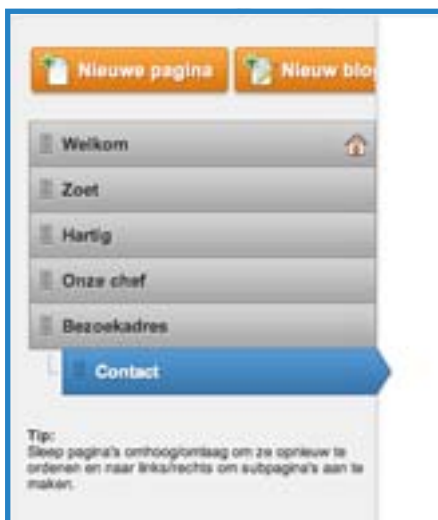 Nieuwe pagina
Nieuw blog
Welkom
Zoet
Hartig
Onze chef
Bezoekadres
Contact
Tip:
Sleep pagina's omhoog/omlaag om ze opnieuw te
ordenen en naar links/rechts om subpagina's aan te
maken.